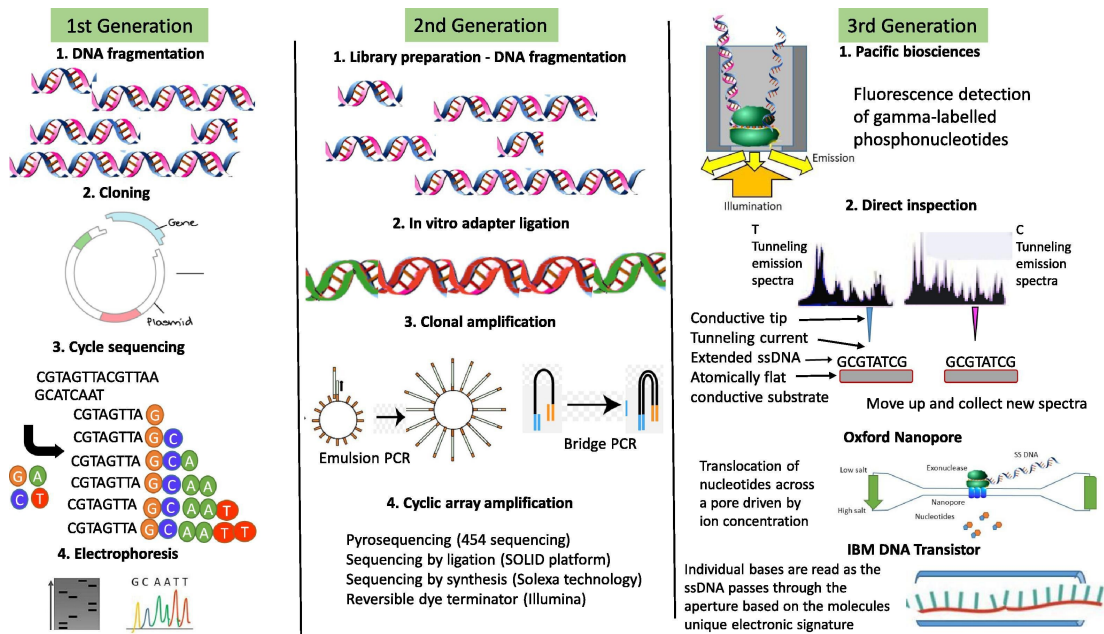 1st Generation
1. DNA fragmentation
2. Cloning
Gene
Plasmid
3. Cycle sequencing
CGTAGTTACGTTAA
GCATCAAT
CGTAGTTA G
CGTAGTTA G C
CGTAGTTA G C A
CGTAGTTA G C A A
CGTAGTTA G C A A T
CGTAGTTA G C A A T T
G A
C T
4. Electrophoresis
G C A A T T
2nd Generation
1. Library preparation - DNA fragmentation
2. In vitro adapter ligation
3. Clonal amplification
Emulsion PCR
Bridge PCR
4. Cyclic array amplification
Pyrosequencing (454 sequencing)
Sequencing by ligation (SOLID platform)
Sequencing by synthesis (Solexa technology)
Reversible dye terminator (Illumina)
3rd Generation
1. Pacific biosciences
Fluorescence detection
of gamma-labelled
phosphonucleotides
Emission
Illumination
2. Direct inspection
T
Tunneling
emission
spectra
C
Tunneling
emission
spectra
Conductive tip
Tunneling current
Extended ssDNA
Atomically flat
conductive substrate
GCGTATCG
GCGTATCG
Move up and collect new spectra
Oxford Nanopore
Translocation of
nucleotides across
a pore driven by
ion concentration
Low salt
High salt
Exonuclease
SS DNA
Nanopore
Nucleotides
IBM DNA Transistor
Individual bases are read as the
ssDNA passes through the
aperture based on the molecules
unique electronic signature